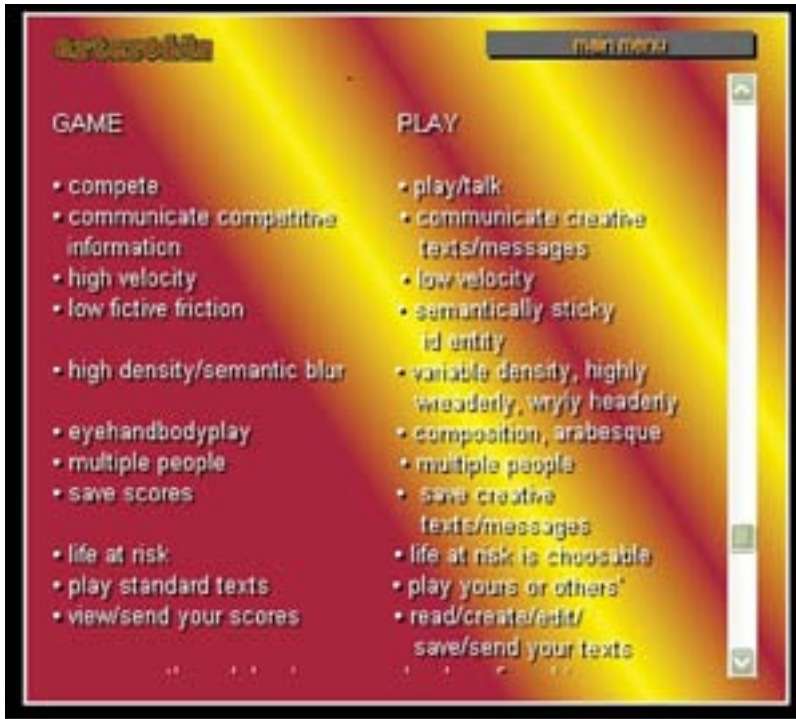 arteroids
main menu
GAME
• compete
• communicate competitive
information
• high velocity
• low fictive friction
• high density/semantic blur
• eyehandbodyplay
• multiple people
• save scores
• life at risk
• play standard texts
• view/send your scores
PLAY
• play/talk
• communicate creative
texts/messages
• low velocity
• semantically sticky
id entity
• variable density, highly
wreaderly, wryly headerly
• composition, arabesque
• multiple people
• save creative
texts/messages
• life at risk is choosable
• play yours or others'
• read/create/edit/
save/send your texts